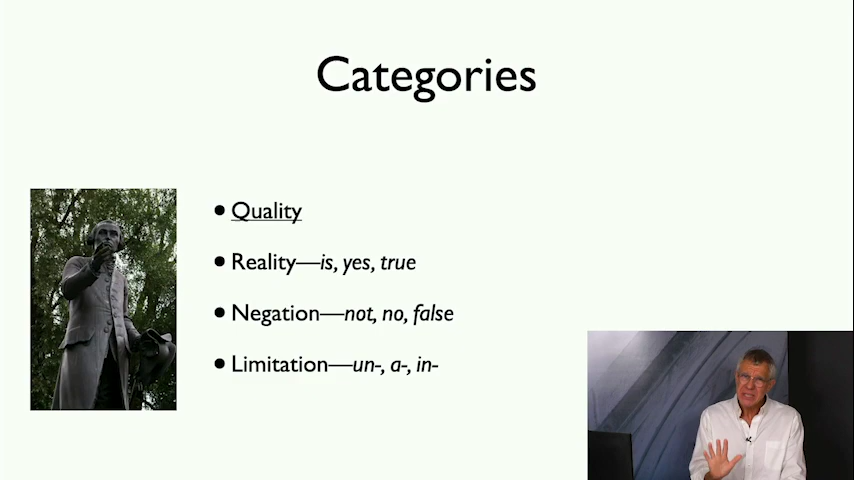 Categories
• Quality
• Reality—is, yes, true
• Negation—not, no, false
• Limitation—un-, a-, in-